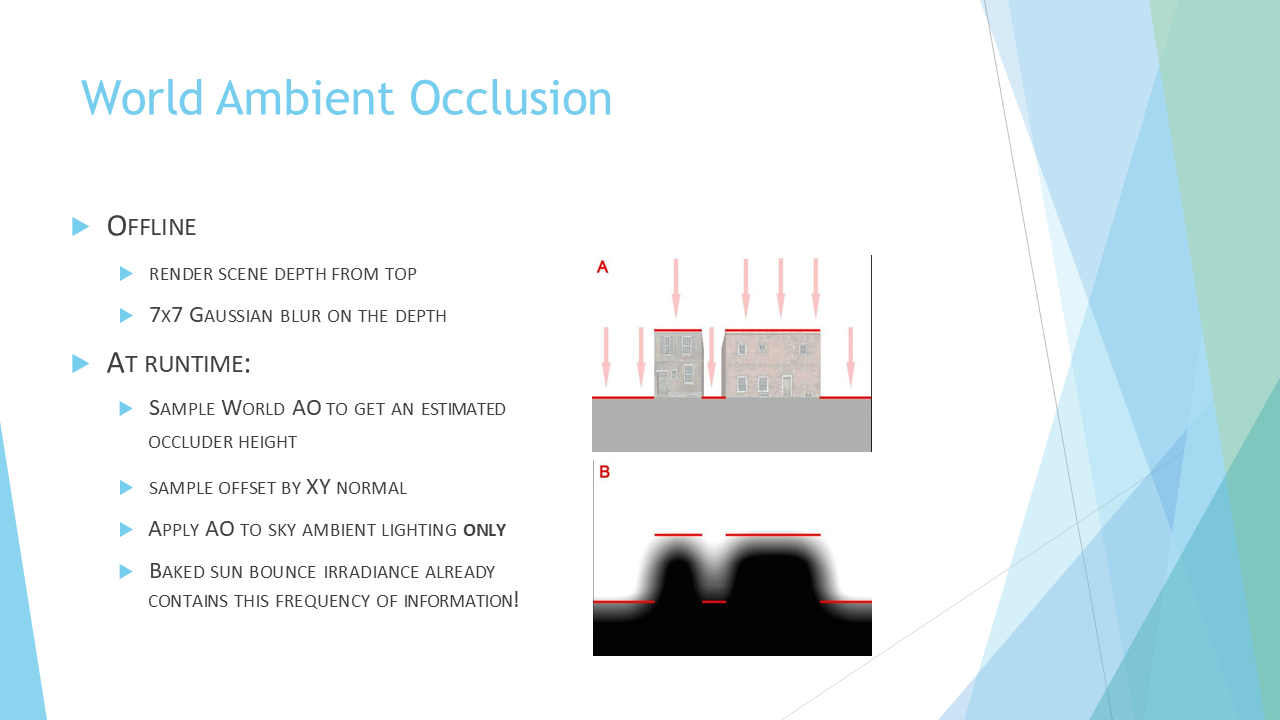 World Ambient Occlusion
Offline
render scene depth from top
7x7 Gaussian blur on the depth
At runtime:
Sample World AO to get an estimated
occluder height
sample offset by XY normal
Apply AO to sky ambient lighting only
Baked sun bounce irradiance already
contains this frequency of information!
A
B